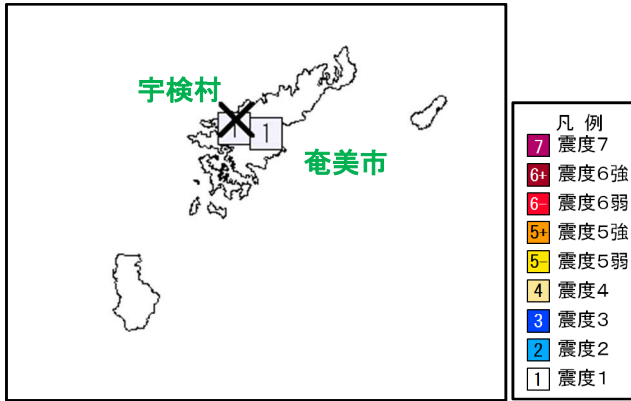 宇検村
1
1
奄美市
凡 例
7 震度7
6+ 震度6強
6- 震度6弱
5+ 震度5強
5- 震度5弱
4 震度4
3 震度3
2 震度2
1 震度1